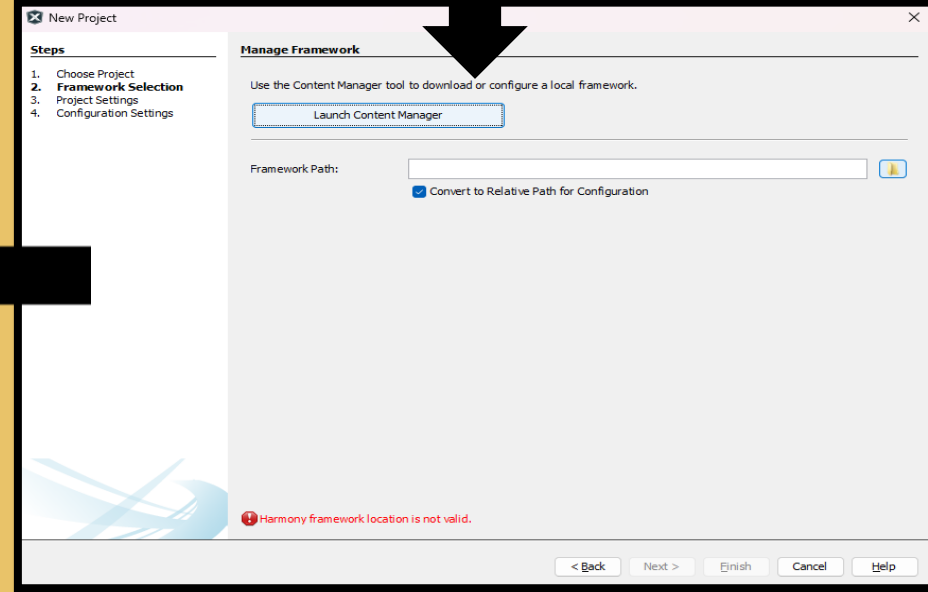 New Project
Steps
1. Choose Project
2. Framework Selection
3. Project Settings
4. Configuration Settings
Manage Framework
Use the Content Manager tool to download or configure a local framework.
Launch Content Manager
Framework Path:
Convert to Relative Path for Configuration
Harmony framework location is not valid.
< Back Next > Finish Cancel Help